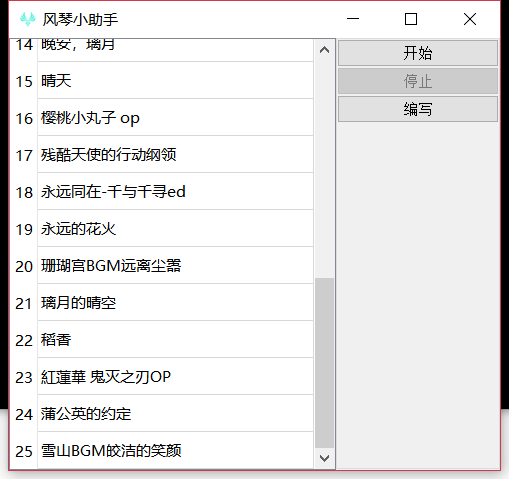 风琴小助手
14 晚安，璃月
15 晴天
16 樱桃小丸子 op
17 残酷天使的行动纲领
18 永远同在-千与千寻ed
19 永远的花火
20 珊瑚宫BGM远离尘嚣
21 璃月的晴空
22 稻香
23 紅蓮華 鬼灭之刃OP
24 蒲公英的约定
25 雪山BGM皎洁的笑颜
开始
停止
编写